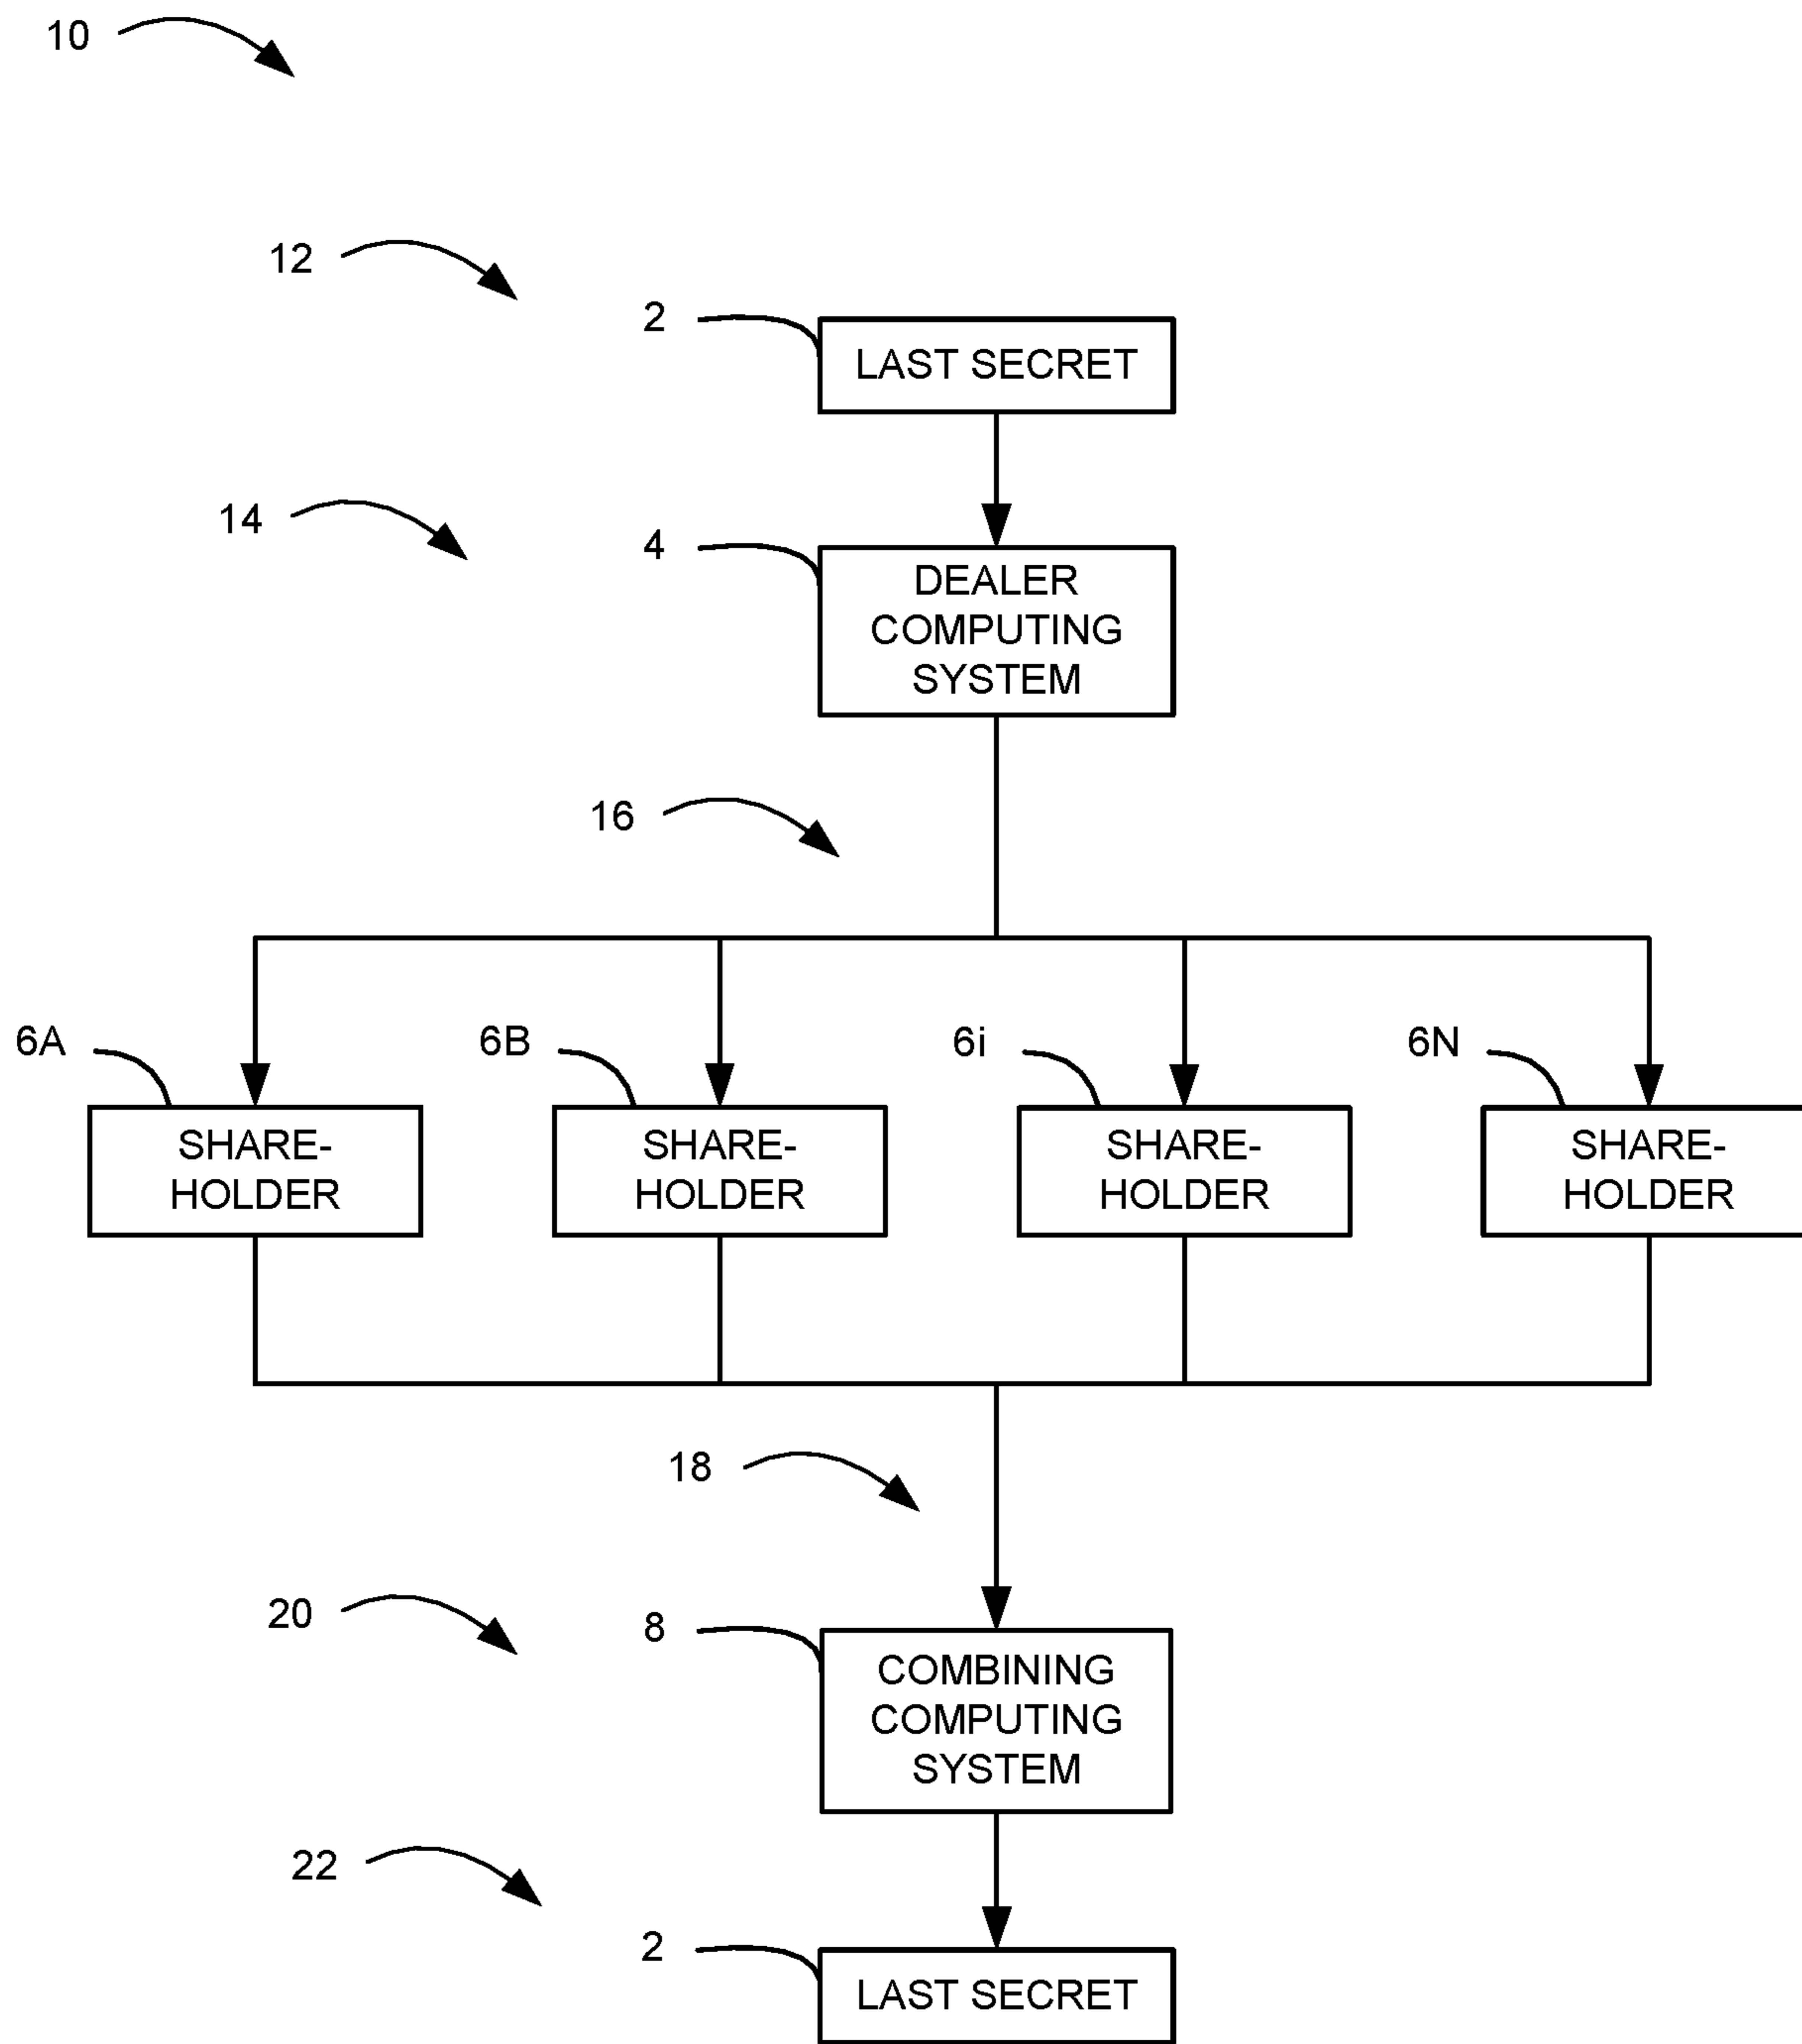 10
12
2
LAST SECRET
14
4
DEALER
COMPUTING
SYSTEM
16
6A
6B
6i
6N
SHARE-
HOLDER
SHARE-
HOLDER
SHARE-
HOLDER
SHARE-
HOLDER
18
20
8
COMBINING
COMPUTING
SYSTEM
22
2
LAST SECRET